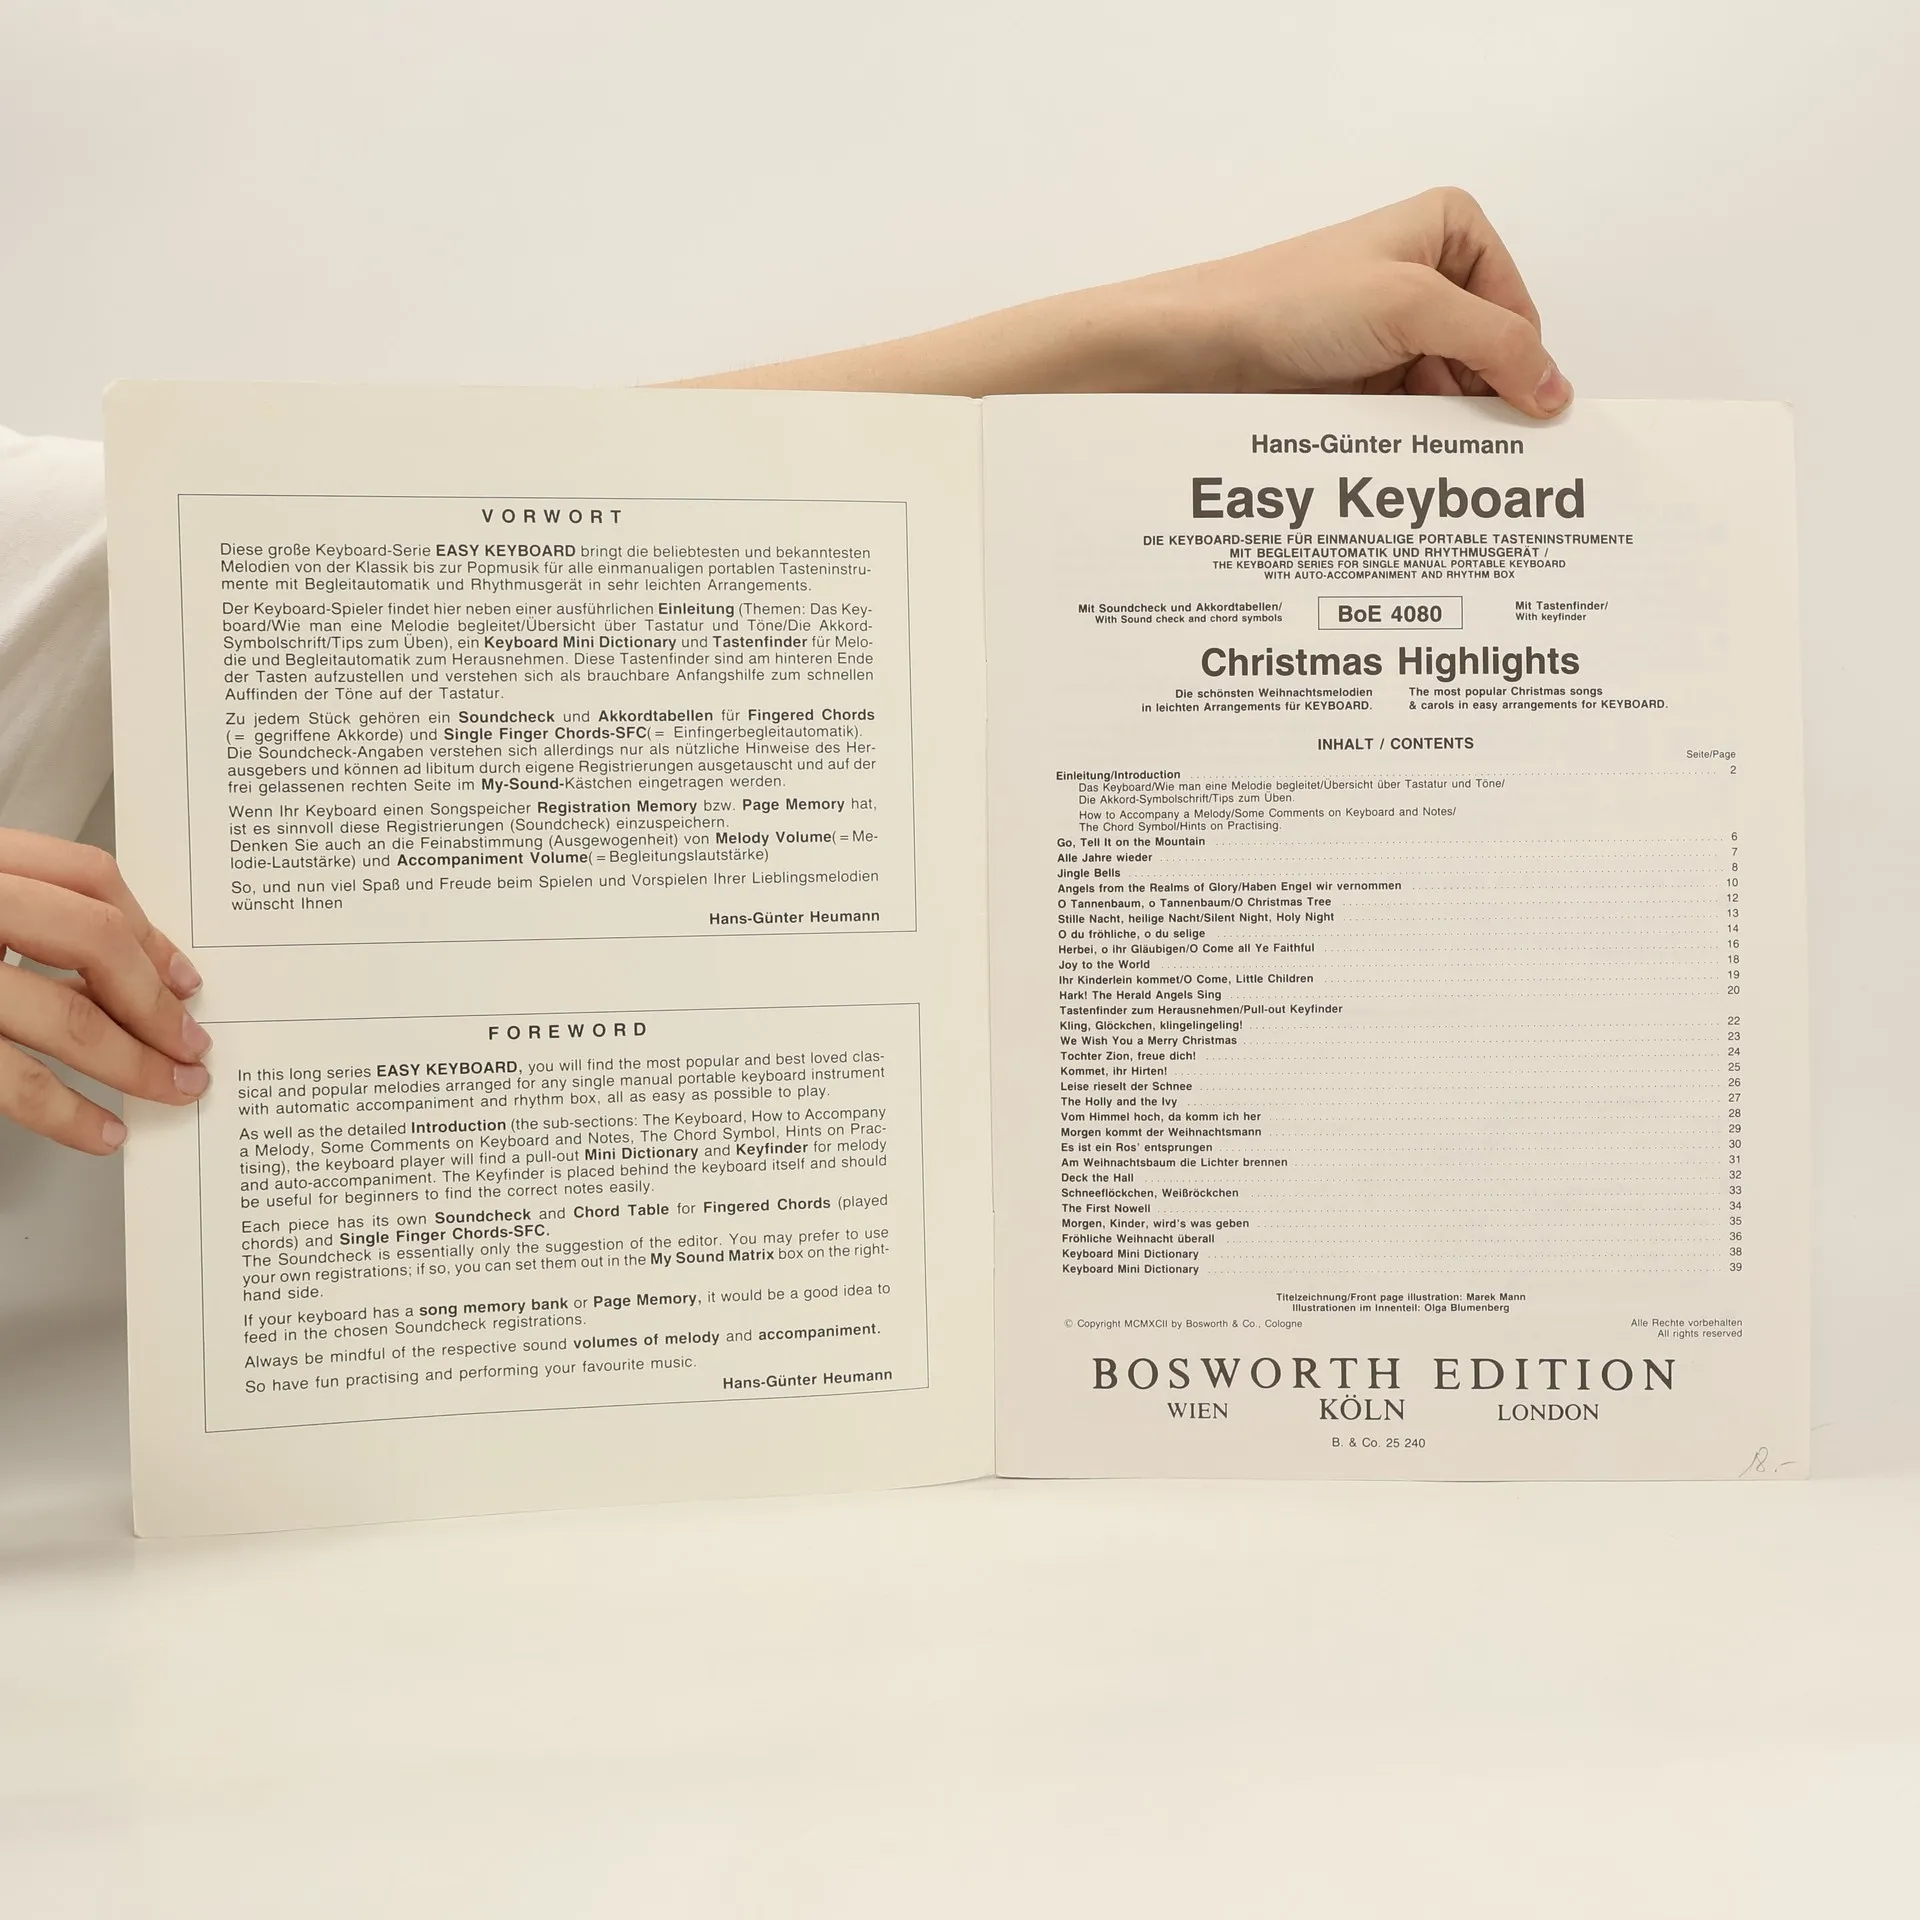 VORWORT
Diese große Keyboard-Serie EASY KEYBOARD bringt die beliebtesten und bekanntesten
Melodien von der Klassik bis zur Popmusik für alle einmanualigen portablen Tasteninstru-
mente mit Begleitautomatik und Rhythmusgerät in sehr leichten Arrangements.
Der Keyboard-Spieler findet hier neben einer ausführlichen Einleitung (Themen: Das Key-
board/Wie man eine Melodie begleitet/Übersicht über Tastatur und Töne/Die Akkord-
Symbolschrift/Tips zum Üben), ein Keyboard Mini Dictionary und Tastenfinder für Melo-
die und Begleitautomatik zum Herausnehmen. Diese Tastenfinder sind am hinteren Ende
der Tasten aufzustellen und verstehen sich als brauchbare Anfangshilfe zum schnellen
Auffinden der Töne auf der Tastatur.
Zu jedem Stück gehören ein Soundcheck und Akkordtabellen für Fingered Chords
(= gegriffene Akkorde) und Single Finger Chords-SFC(= Einfingerbegleitautomatik).
Die Soundcheck-Angaben verstehen sich allerdings nur als nützliche Hinweise des Her-
ausgebers und können ad libitum durch eigene Registrierungen ausgetauscht und auf der
frei gelassenen rechten Seite im My-Sound-Kästchen eingetragen werden.
Wenn Ihr Keyboard einen Songspeicher Registration Memory bzw. Page Memory hat,
ist es sinnvoll diese Registrierungen (Soundcheck) einzuspeichern.
Denken Sie auch an die Feinabstimmung (Ausgewogenheit) von Melody Volume(=Me-
lodie-Lautstärke) und Accompaniment Volume(=Begleitungslautstärke)
So, und nun viel Spaß und Freude beim Spielen und Vorspielen Ihrer Lieblingsmelodien
wünscht Ihnen
Hans-Günter Heumann
FOREWORD
In this long series EASY KEYBOARD, you will find the most popular and best loved clas-
sical and popular melodies arranged for any single manual portable keyboard instrument
with automatic accompaniment and rhythm box, all as easy as possible to play.
As well as the detailed Introduction (the sub-sections: The Keyboard, How to Accompany
a Melody, Some Comments on Keyboard and Notes, The Chord Symbol, Hints on Prac-
tising), the keyboard player will find a pull-out Mini Dictionary and Keyfinder for melody
and auto-accompaniment. The Keyfinder is placed behind the keyboard itself and should
be useful for beginners to find the correct notes easily.
Each piece has its own Soundcheck and Chord Table for Fingered Chords (played
chords) and Single Finger Chords-SFC.
The Soundcheck is essentially only the suggestion of the editor. You may prefer to use
your own registrations; if so, you can set them out in the My Sound Matrix box on the right-
hand side.
If your keyboard has a song memory bank or Page Memory, it would be a good idea to
feed in the chosen Soundcheck registrations.
Always be mindful of the respective sound volumes of melody and accompaniment.
So have fun practising and performing your favourite music.
Hans-Günter Heumann
Hans-Günter Heumann
Easy Keyboard
DIE KEYBOARD-SERIE FÜR EINMANUALIGE PORTABLE TASTENINSTRUMENTE
MIT BEGLEITAUTOMATIK UND RHYTHMUSGERÄT /
THE KEYBOARD SERIES FOR SINGLE MANUAL PORTABLE KEYBOARD
WITH AUTO-ACCOMPANIMENT AND RHYTHM BOX
Mit Soundcheck und Akkordtabellen/
With Sound check and chord symbols
BoE 4080
Mit Tastenfinder/
With keyfinder
Christmas Highlights
Die schönsten Weihnachtsmelodien
in leichten Arrangements für KEYBOARD.
The most popular Christmas songs
& carols in easy arrangements for KEYBOARD.
INHALT / CONTENTS
Seite/Page
Einleitung/Introduction 2
Das Keyboard/Wie man eine Melodie begleitet/Übersicht über Tastatur und Töne/
Die Akkord-Symbolschrift/Tips zum Üben.
How to Accompany a Melody/Some Comments on Keyboard and Notes/
The Chord Symbol/Hints on Practising.
Go, Tell It on the Mountain 6
Alle Jahre wieder 7
Jingle Bells 8
Angels from the Realms of Glory/Haben Engel wir vernommen 10
O Tannenbaum, o Tannenbaum/O Christmas Tree 12
Stille Nacht, heilige Nacht/Silent Night, Holy Night 13
O du fröhliche, o du selige 14
Herbei, o ihr Gläubigen/O Come all Ye Faithful 16
Joy to the World 18
Ihr Kinderlein kommet/O Come, Little Children 19
Hark! The Herald Angels Sing 20
Tastenfinder zum Herausnehmen/Pull-out Keyfinder
Kling, Glöckchen, klingelingeling! 22
We Wish You a Merry Christmas 23
Tochter Zion, freue dich! 24
Kommet, ihr Hirten! 25
Leise rieselt der Schnee 26
The Holly and the Ivy 27
Vom Himmel hoch, da komm ich her 28
Morgen kommt der Weihnachtsmann 29
Es ist ein Ros' entsprungen 30
Am Weihnachtsbaum die Lichter brennen 31
Deck the Hall 32
Schneeflöckchen, Weißröckchen 33
The First Nowell 34
Morgen, Kinder, wird's was geben 35
Fröhliche Weihnacht überall 36
Keyboard Mini Dictionary 38
Keyboard Mini Dictionary 39
Titelzeichnung/Front page illustration: Marek Mann
Illustrationen im Innenteil: Olga Blumenberg
© Copyright MCMXCII by Bosworth & Co., Cologne
Alle Rechte vorbehalten
All rights reserved
BOSWORTH EDITION
WIEN KÖLN LONDON
B. & Co. 25 240